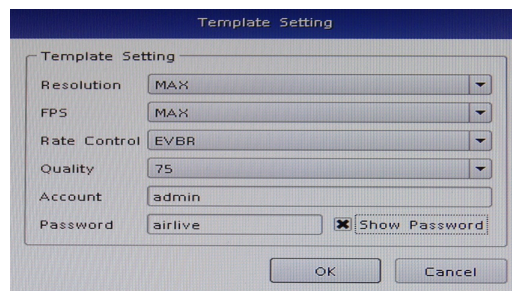 Template Setting
Template Setting
Resolution MAX
FPS MAX
Rate Control EVBR
Quality 75
Account admin
Password airlive Show Password
OK Cancel